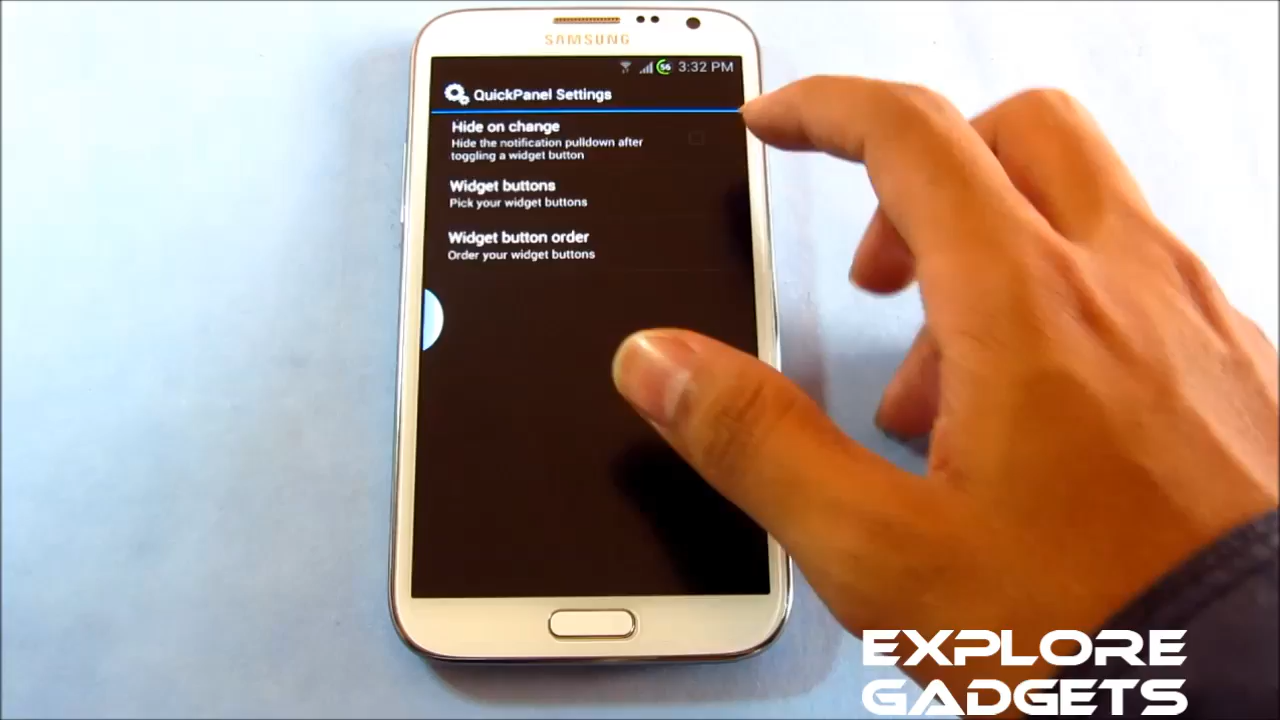 SAMSUNG
56 3:32 PM
QuickPanel Settings
Hide on change
Hide the notification pulldown after
toggling a widget button
Widget buttons
Pick your widget buttons
Widget button order
Order your widget buttons
EXPLORE
GADGETS